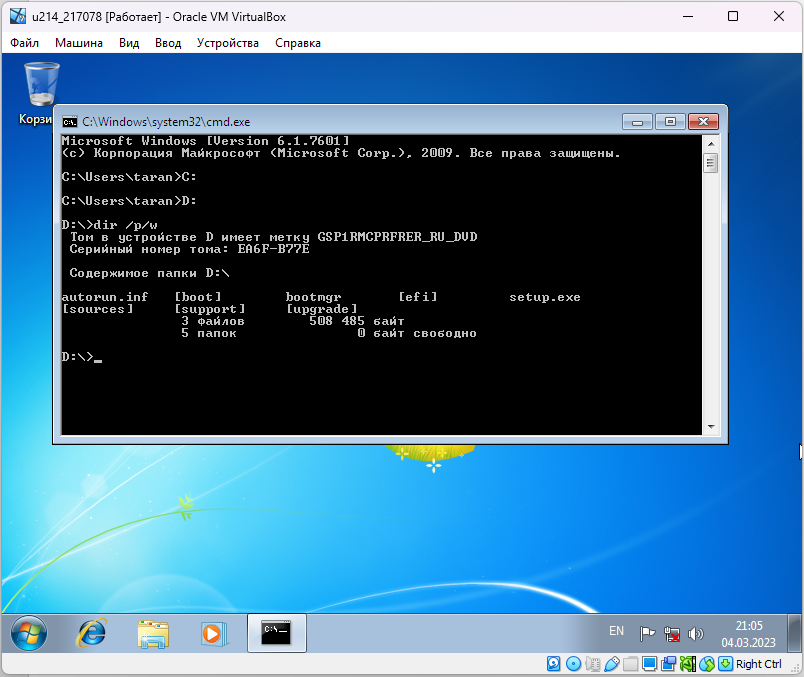 u214_217078 [Работает] - Oracle VM VirtualBox
Файл Машина Вид Ввод Устройства Справка
Корзи
C:\Windows\system32\cmd.exe
Microsoft Windows [Version 6.1.7601]
(c) Корпорация Майкрософт (Microsoft Corp.), 2009. Все права защищены.
C:\Users\taran>C:
C:\Users\taran>D:
D:\>dir /p/w
Том в устройстве D имеет метку GSP1RMCPRFRER_RU_DVD
Серийный номер тома: EA6F-B77E
Содержимое папки D:\
autorun.inf [boot] bootmgr [efi] setup.exe
[sources] [support] [upgrade]
3 файлов 508 485 байт
5 папок 0 байт свободно
D:\>_
EN
21:05
04.03.2023
Right Ctrl